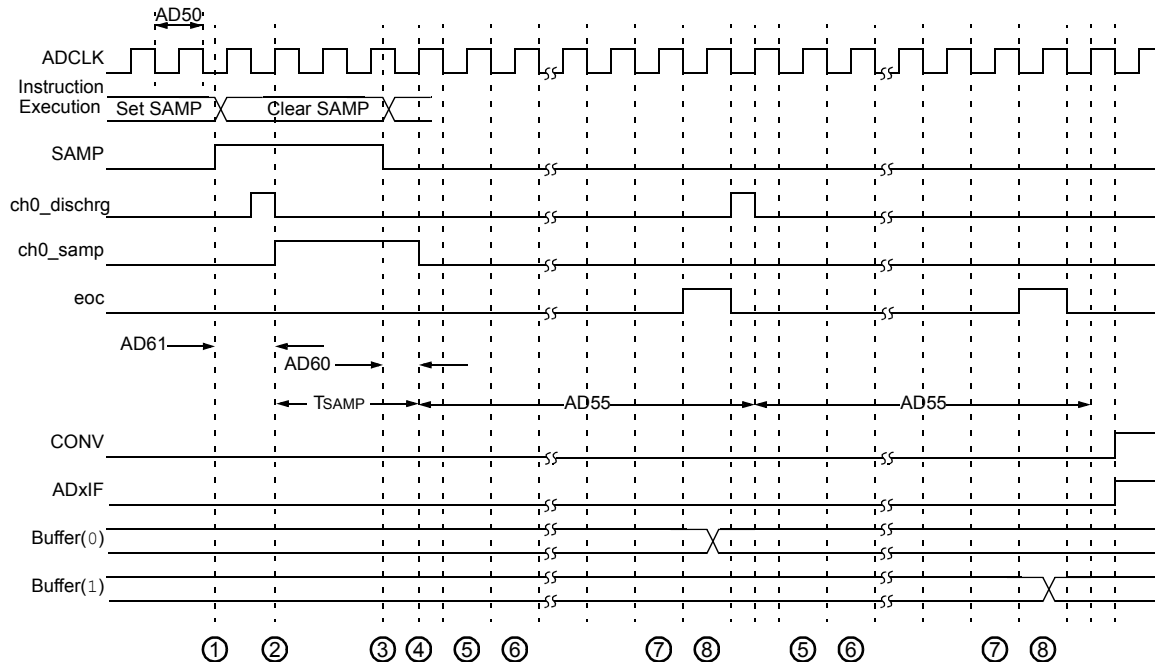 AD50
ADCLK
Instruction
Execution
Set SAMP
Clear SAMP
SAMP
ch0_dischrg
ch0_samp
eoc
AD61
AD60
TSAMP
AD55
AD55
CONV
ADxIF
Buffer(0)
Buffer(1)
1 2 3 4 5 6 7 8 5 6 7 8